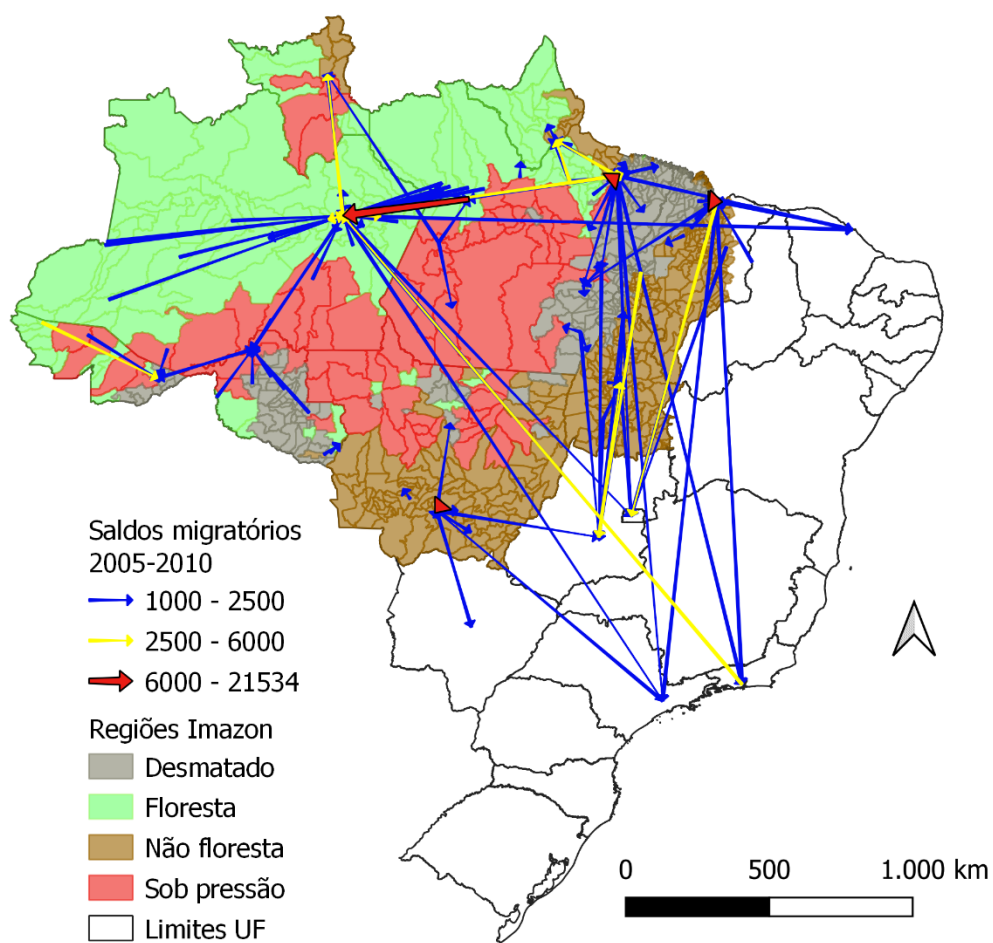 Saldos migratórios
2005-2010
1000 - 2500
2500 - 6000
6000 - 21534
Regiões Imazon
Desmatado
Floresta
Não floresta
Sob pressão
Limites UF
0 500 1.000 km